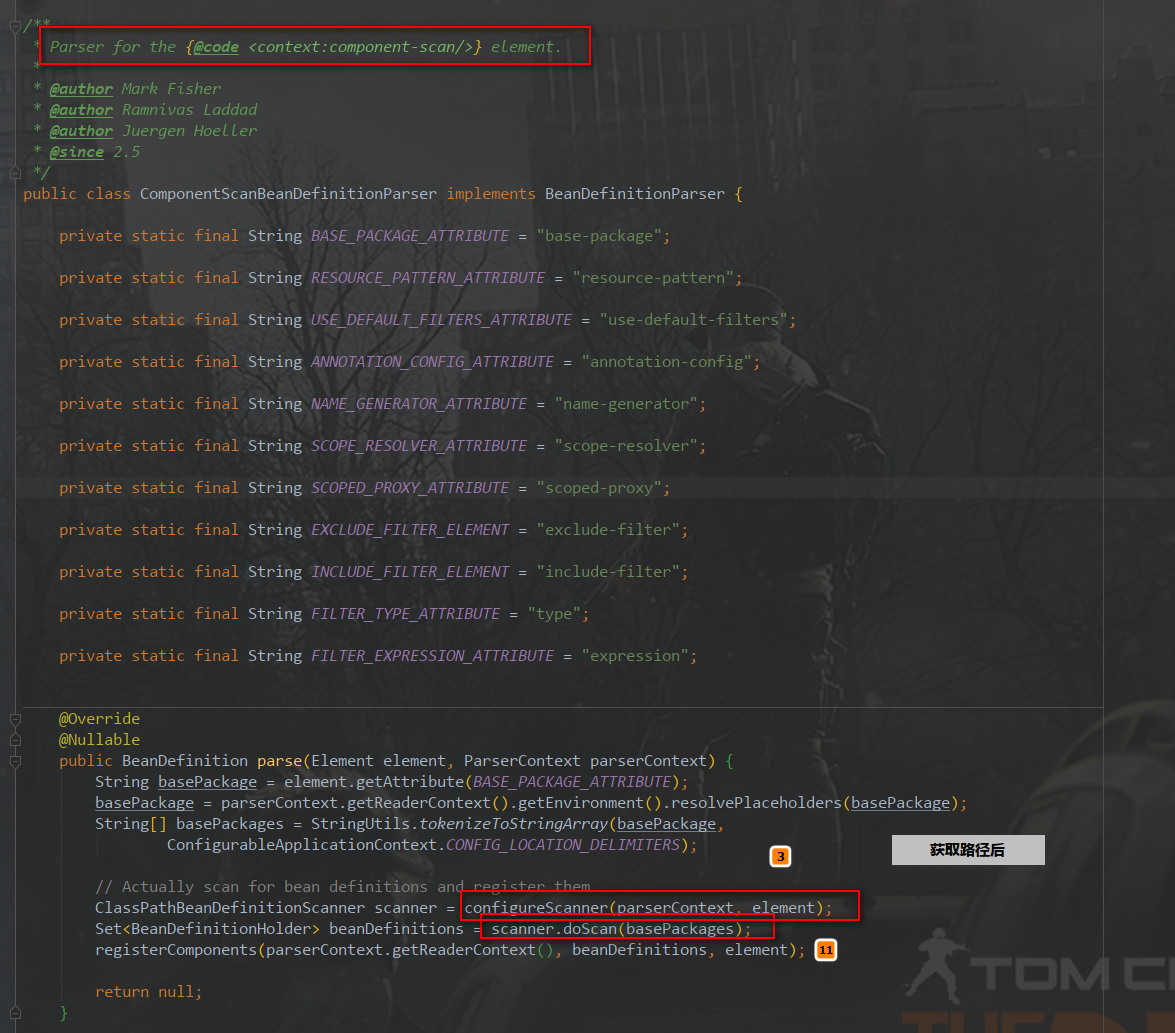 /**
* Parser for the {@code <context:component-scan/>} element.
*
* @author Mark Fisher
* @author Ramnivas Laddad
* @author Juergen Hoeller
* @since 2.5
*/
public class ComponentScanBeanDefinitionParser implements BeanDefinitionParser {
private static final String BASE_PACKAGE_ATTRIBUTE = "base-package";
private static final String RESOURCE_PATTERN_ATTRIBUTE = "resource-pattern";
private static final String USE_DEFAULT_FILTERS_ATTRIBUTE = "use-default-filters";
private static final String ANNOTATION_CONFIG_ATTRIBUTE = "annotation-config";
private static final String NAME_GENERATOR_ATTRIBUTE = "name-generator";
private static final String SCOPE_RESOLVER_ATTRIBUTE = "scope-resolver";
private static final String SCOPED_PROXY_ATTRIBUTE = "scoped-proxy";
private static final String EXCLUDE_FILTER_ELEMENT = "exclude-filter";
private static final String INCLUDE_FILTER_ELEMENT = "include-filter";
private static final String FILTER_TYPE_ATTRIBUTE = "type";
private static final String FILTER_EXPRESSION_ATTRIBUTE = "expression";
@Override
@Nullable
public BeanDefinition parse(Element element, ParserContext parserContext) {
String basePackage = element.getAttribute(BASE_PACKAGE_ATTRIBUTE);
basePackage = parserContext.getReaderContext().getEnvironment().resolvePlaceholders(basePackage);
String[] basePackages = StringUtils.tokenizeToStringArray(basePackage,
ConfigurableApplicationContext.CONFIG_LOCATION_DELIMITERS);
3
获取路径后
// Actually scan for bean definitions and register them.
ClassPathBeanDefinitionScanner scanner = configureScanner(parserContext, element);
Set<BeanDefinitionHolder> beanDefinitions = scanner.doScan(basePackages);
registerComponents(parserContext.getReaderContext(), beanDefinitions, element); 11
return null;
}
TOM C